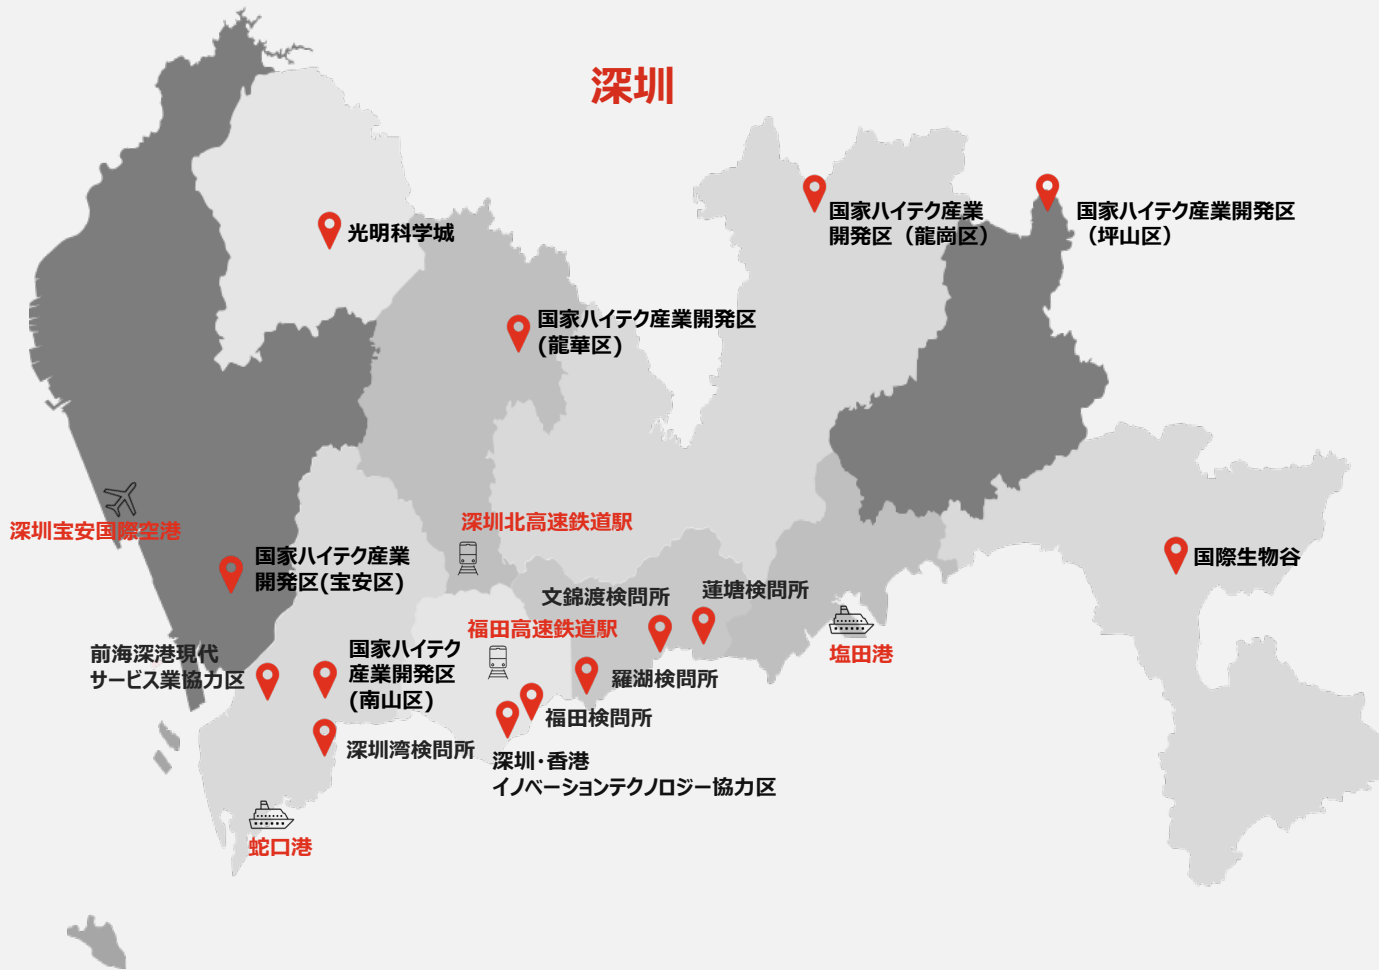 深圳
国家ハイテク産業
開発区（龍崗区）
国家ハイテク産業開発区
（坪山区）
光明科学城
国家ハイテク産業開発区
(龍華区)
深圳宝安国際空港
深圳北高速鉄道駅
国家ハイテク産業
開発区(宝安区)
国際生物谷
文錦渡検問所
蓮塘検問所
福田高速鉄道駅
前海深港現代
サービス業協力区
国家ハイテク
産業開発区
(南山区)
塩田港
羅湖検問所
福田検問所
深圳湾検問所
深圳・香港
イノベーションテクノロジー協力区
蛇口港